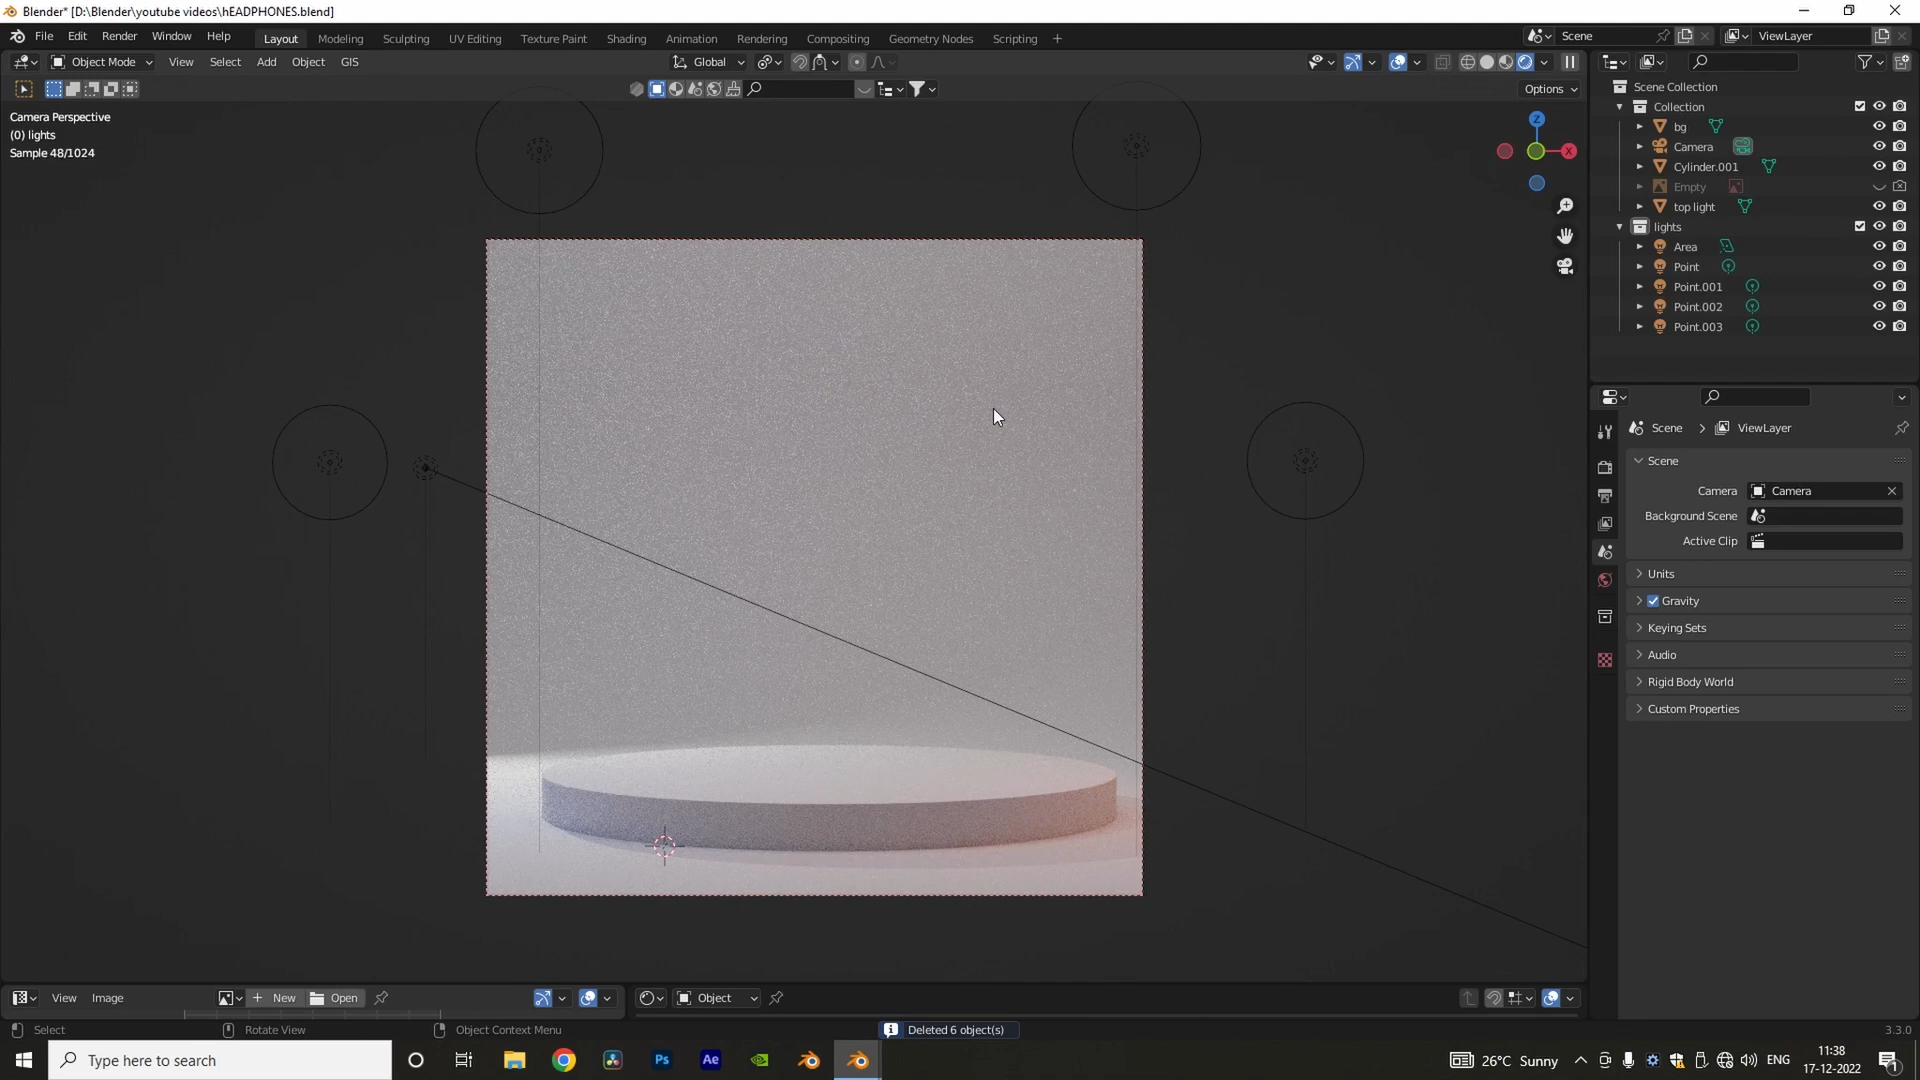 Blender* [D:\Blender\youtube videos\hEADPHONES.blend]
File Edit Render Window Help Layout Modeling Sculpting UV Editing Texture Paint Shading Animation Rendering Compositing Geometry Nodes Scripting + Scene ViewLayer
Object Mode View Select Add Object GIS Global
Options
Camera Perspective
(0) lights
Sample 48/1024
Z
X
Scene Collection
Collection
bg
Camera
Cylinder.001
Empty
top light
lights
Area
Point
Point.001
Point.002
Point.003
Scene > ViewLayer
Scene
Camera Camera
Background Scene
Active Clip
Units
Gravity
Keying Sets
Audio
Rigid Body World
Custom Properties
View Image + New Open Object
Select Rotate View Object Context Menu Deleted 6 object(s) 3.3.0
Type here to search Ps Ae 26°C Sunny ENG 11:38
17-12-2022
1